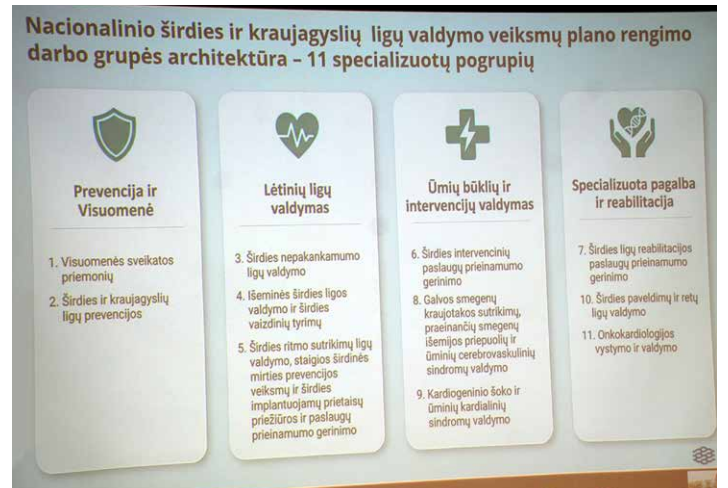 Nacionalinio širdies ir kraujagyslių ligų valdymo veiksmų plano rengimo
darbo grupės architektūra – 11 specializuotų pogrupių
Prevencija ir
Visuomenė
1. Visuomenės sveikatos
priemonių
2. Širdies ir kraujagyslių
ligų prevencijos
Lėtinių ligų
valdymas
3. Širdies nepakankamumo
ligų valdymo
4. Išeminės širdies ligos
valdymo ir širdies
vaizdinių tyrimų
5. Širdies ritmo sutrikimų ligų
valdymo, staigios širdinės
mirties prevencijos
veiksmų ir širdies
implantuojamų prietaisų
priežiūros ir paslaugų
prieinamumo gerinimo
Ūmių būklių ir
intervencijų valdymas
6. Širdies intervencinių
paslaugų prieinamumo
gerinimo
8. Galvos smegenų
kraujotakos sutrikimų,
praeinančių smegenų
išemijos priepuolių ir
ūminių cerebrovaskulinių
sindromų valdymo
9. Kardiogeninio šoko ir
ūminių kardialinių
sindromų valdymo
Specializuota pagalba
ir reabilitacija
7. Širdies ligų reabilitacijos
paslaugų prieinamumo
gerinimo
10. Širdies paveldimų ir retų
ligų valdymo
11. Onkokardiologijos
vystymo ir valdymo